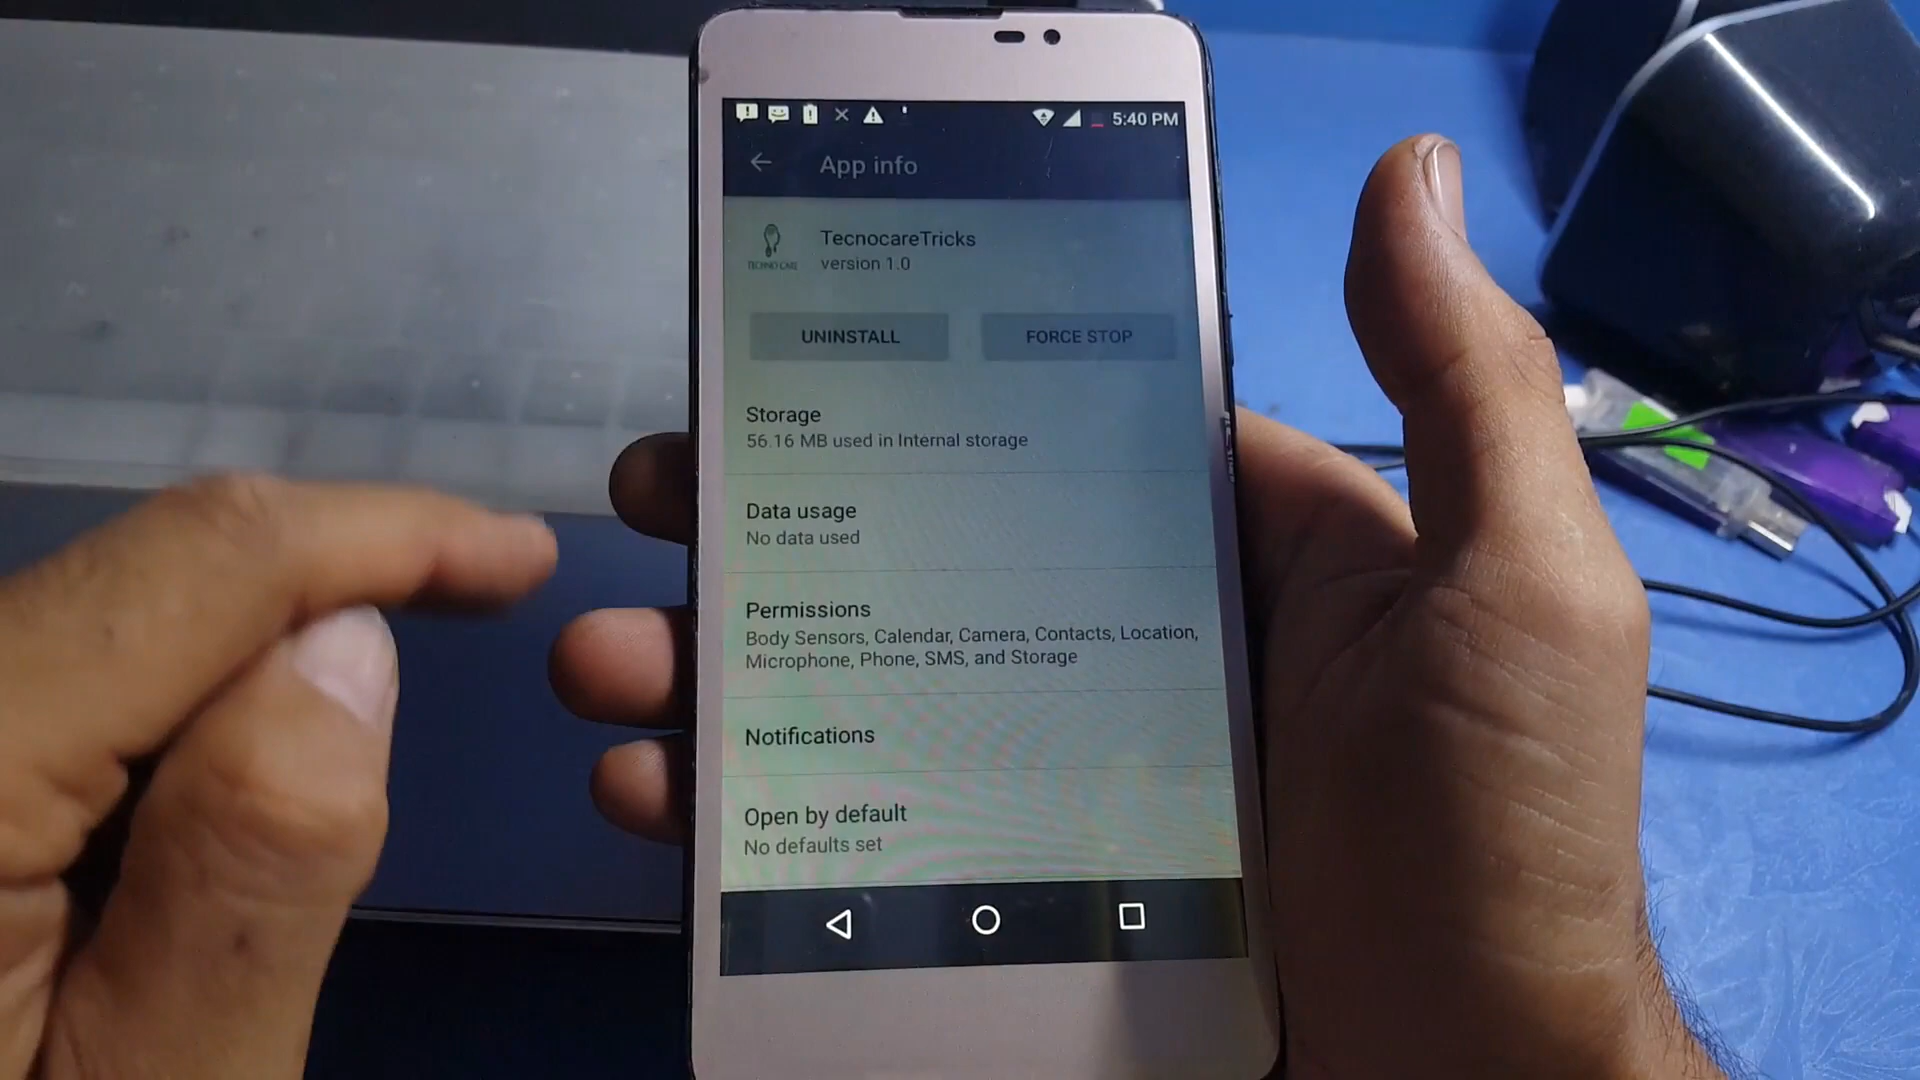 5:40 PM
App info
TecnocareTricks
TECHNO CARE
version 1.0
UNINSTALL
FORCE STOP
Storage
56.16 MB used in Internal storage
Data usage
No data used
Permissions
Body Sensors, Calendar, Camera, Contacts, Location,
Microphone, Phone, SMS, and Storage
Notifications
Open by default
No defaults set